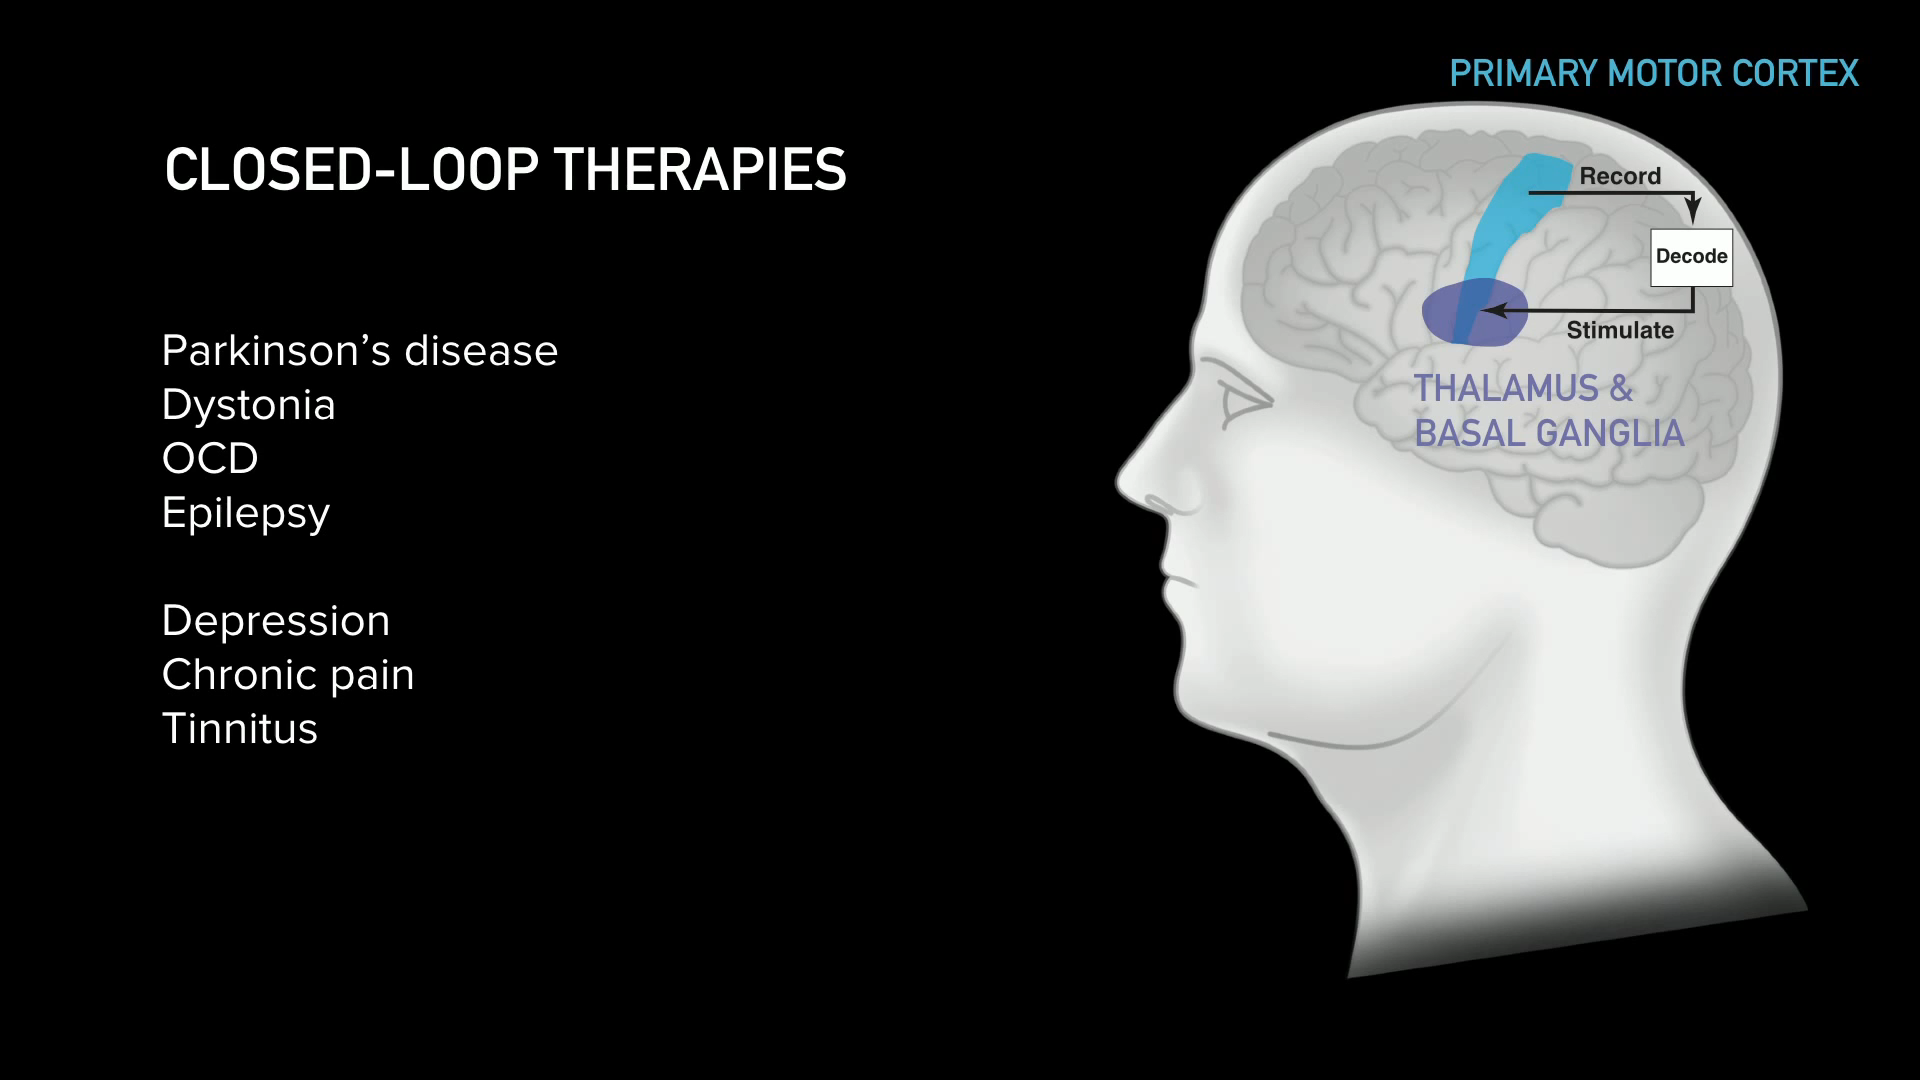 PRIMARY MOTOR CORTEX
CLOSED-LOOP THERAPIES
Record
Decode
Stimulate
THALAMUS &
BASAL GANGLIA
Parkinson’s disease
Dystonia
OCD
Epilepsy
Depression
Chronic pain
Tinnitus